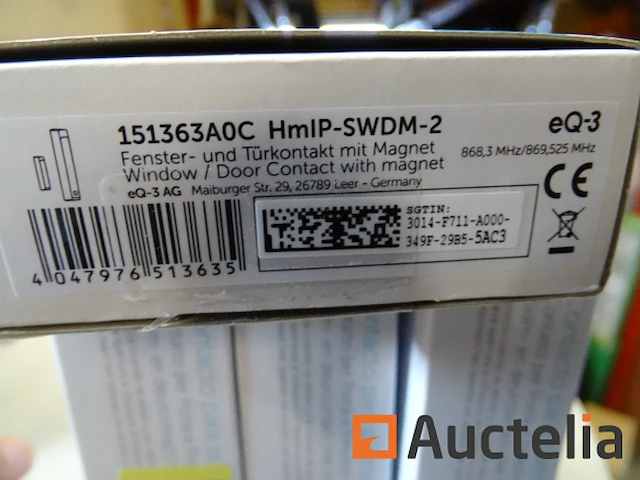 151363A0C HmIP-SWDM-2
eQ-3
Fenster- und Türkontakt mit Magnet
Window / Door Contact with magnet
868,3 MHz/869,525 MHz
eQ-3 AG Maiburger Str. 29, 26789 Leer - Germany
CE
SGTIN:
3014-F711-A000-
349F-29B5-5AC3
4 047976 513635
Auctelia